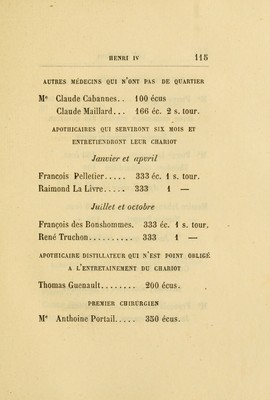 HENRI IV 115
AUTRES MÉDECINS QUI N'ONT PAS DE QUARTIER
Me Claude Cabannes.. 100 écus
Claude Maillard... 166 éc. 2 s. tour.
APOTHICAIRES QUI SERVIRONT SIX MOIS ET
ENTRETIENDRONT LEUR CHARIOT
Janvier et apvril
Francois Pelletier..... 333 éc. 1 s. tour.
Raimond La Livre..... 333 1 —
Juillet et octobre
François des Bonshommes. 333 éc. 1 s. tour.
René Truchon.......... 333 1 —
APOTHICAIRE DISTILLATEUR QUI N'EST POINT OBLIGÉ
A L'ENTRETAINEMENT DU CHARIOT
Thomas Guenault........ 200 écus.
PREMIER CHIRURGIEN
Me Anthoine Portail..... 350 écus.